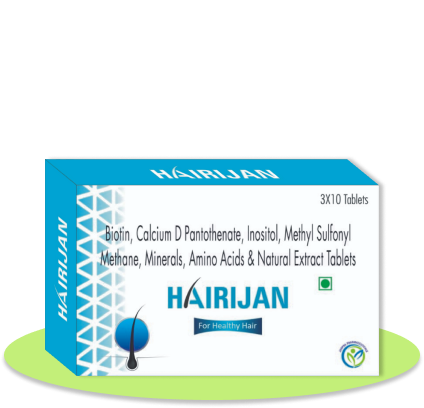 HAIRIJAN
HAIRIJAN
3X10 Tablets
Biotin, Calcium D Pantothenate, Inositol, Methyl Sulfonyl
Methane, Minerals, Amino Acids & Natural Extract Tablets
HAIRIJAN
For Healthy Hair